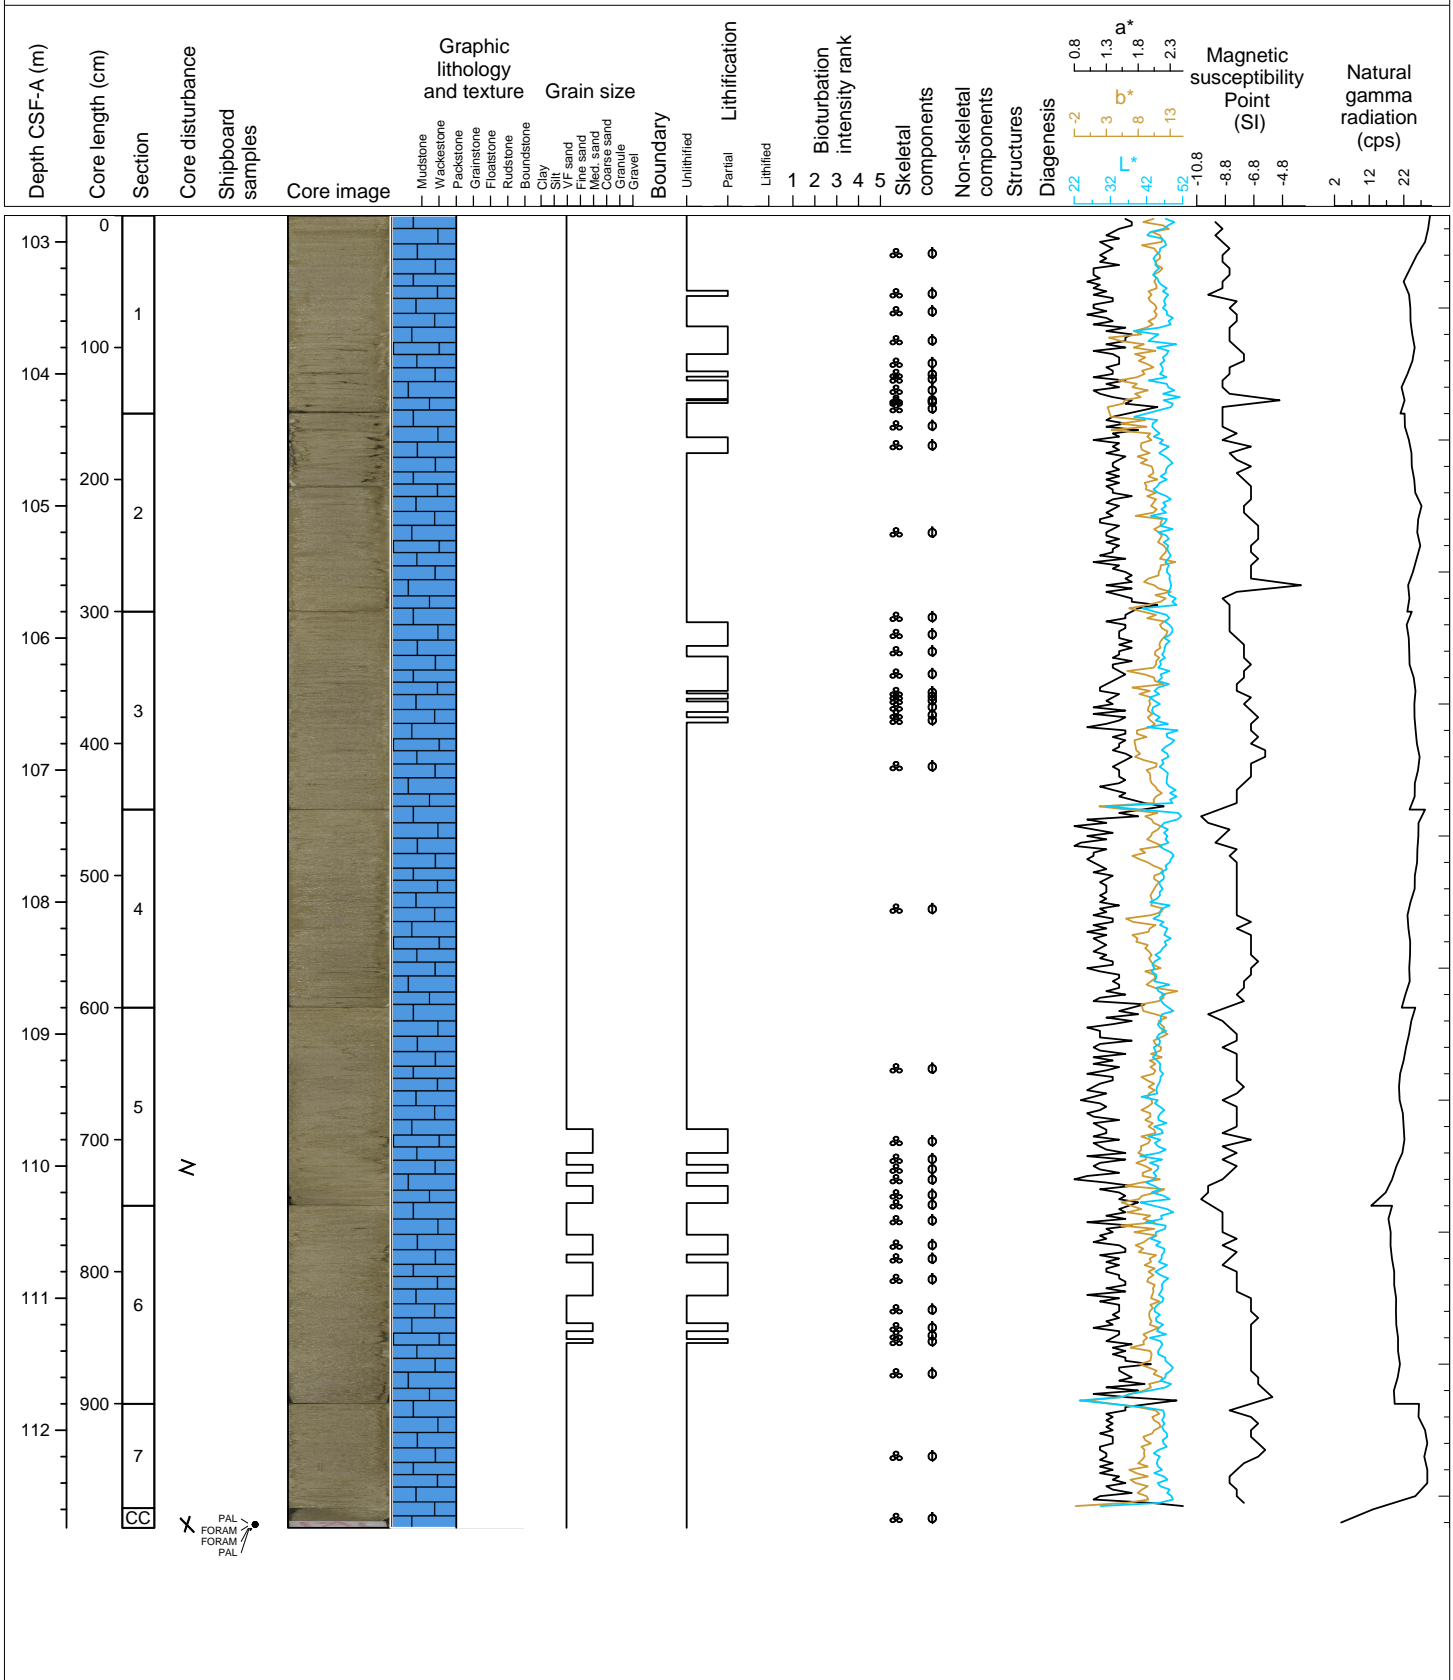 Depth CSF-A (m)
Core length (cm)
Section
Core disturbance
Shipboard
samples
Core image
Graphic
lithology
and texture
Mudstone
Wackestone
Packstone
Grainstone
Floatstone
Rudstone
Boundstone
Grain size
Clay
Silt
VF sand
Fine sand
Med. sand
Coarse sand
Granule
Gravel
Boundary
Lithification
Unlithified
Partial
Lithified
Bioturbation
intensity rank
1 2 3 4 5
Skeletal
components
Non-skeletal
components
Structures
Diagenesis
a*
0.8 1.3 1.8 2.3
b*
-2 3 8 13
L*
22 32 42 52
Magnetic
susceptibility
Point
(SI)
-10.8 -8.8 -6.8 -4.8
Natural
gamma
radiation
(cps)
2 12 22
0
103
1
100
104
200
105
2
300
106
3
400
107
500
108
4
600
109
5
700
110
800
111
6
900
112
7
CC
PAL
FORAM
FORAM
PAL